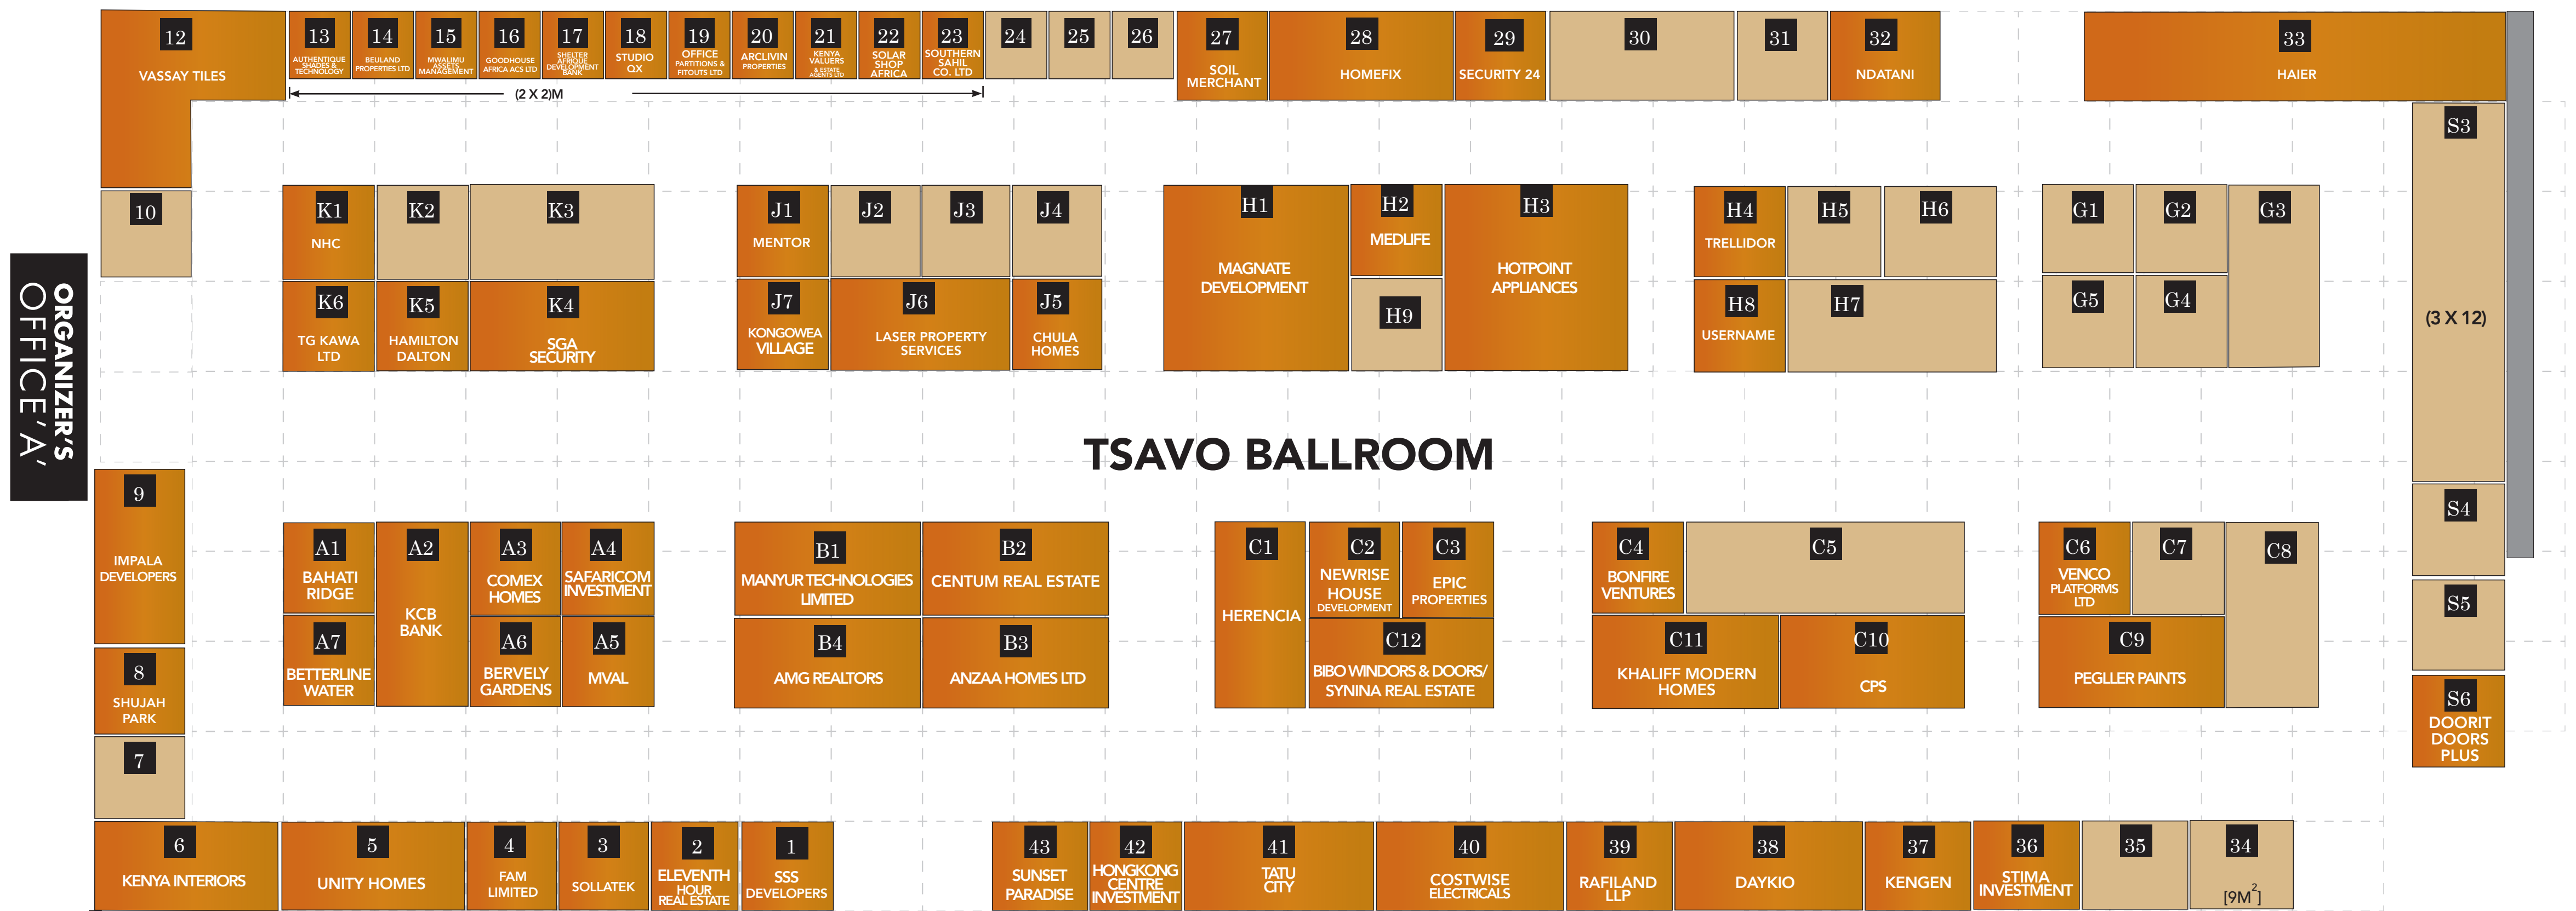 12
VASSAY TILES
13
AUTHENTIQUE
SHADES &
TECHNOLOGY
14
BEULAND
PROPERTIES LTD
15
MWALIMU
ASSETS
MANAGEMENT
16
GOODHOUSE
AFRICA ACS LTD
17
SHELTER
AFRIQUE
DEVELOPMENT
BANK
18
STUDIO
QX
19
OFFICE
PARTITIONS &
FITOUTS LTD
20
ARCLIVIN
PROPERTIES
21
KENYA
VALUERS
& ESTATE
AGENTS LTD
22
SOLAR
SHOP
AFRICA
23
SOUTHERN
SAHIL
CO. LTD
24
25
26
27
SOIL
MERCHANT
28
HOMEFIX
29
SECURITY 24
30
31
32
NDATANI
33
HAIER
(2 X 2)M
S3
(3 X 12)
10
K1
NHC
K2
K3
J1
MENTOR
J2
J3
J4
H1
MAGNATE
DEVELOPMENT
H2
MEDLIFE
H3
HOTPOINT
APPLIANCES
H4
TRELLIDOR
H5
H6
G1
G2
G3
K6
TG KAWA
LTD
K5
HAMILTON
DALTON
K4
SGA
SECURITY
J7
KONGOWEA
VILLAGE
J6
LASER PROPERTY
SERVICES
J5
CHULA
HOMES
H9
H8
USERNAME
H7
G5
G4
ORGANIZER'S
OFFICE'A'
TSAVO BALLROOM
9
IMPALA
DEVELOPERS
S4
A1
BAHATI
RIDGE
A2
KCB
BANK
A3
COMEX
HOMES
A4
SAFARICOM
INVESTMENT
B1
MANYUR TECHNOLOGIES
LIMITED
B2
CENTUM REAL ESTATE
C1
HERENCIA
C2
NEWRISE
HOUSE
DEVELOPMENT
C3
EPIC
PROPERTIES
C4
BONFIRE
VENTURES
C5
C6
VENCO
PLATFORMS
LTD
C7
C8
S5
8
SHUJAH
PARK
A7
BETTERLINE
WATER
A6
BERVELY
GARDENS
A5
MVAL
B4
AMG REALTORS
B3
ANZAA HOMES LTD
C12
BIBO WINDORS & DOORS/
SYNINA REAL ESTATE
C11
KHALIFF MODERN
HOMES
C10
CPS
C9
PEGLLER PAINTS
S6
DOORIT
DOORS
PLUS
7
6
KENYA INTERIORS
5
UNITY HOMES
4
FAM
LIMITED
3
SOLLATEK
2
ELEVENTH
HOUR
REAL ESTATE
1
SSS
DEVELOPERS
43
SUNSET
PARADISE
42
HONGKONG
CENTRE
INVESTMENT
41
TATU
CITY
40
COSTWISE
ELECTRICALS
39
RAFILAND
LLP
38
DAYKIO
37
KENGEN
36
STIMA
INVESTMENT
35
34
[9M²]